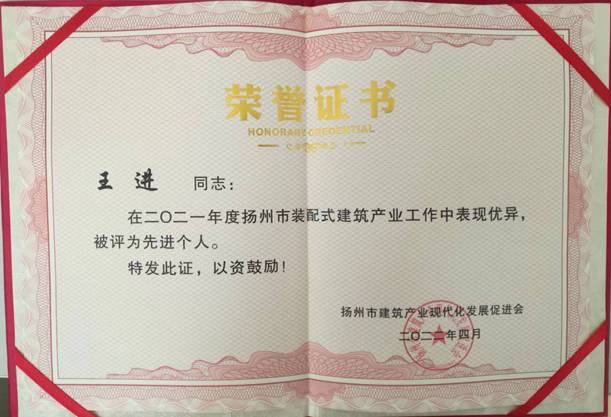 荣誉证书
HONORARY CREDENTIAL
王进 同志：
在二〇二一年度扬州市装配式建筑产业工作中表现优异，
被评为先进个人。
特发此证，以资鼓励！
扬州市建筑产业现代化发展促进会
二〇二二年四月